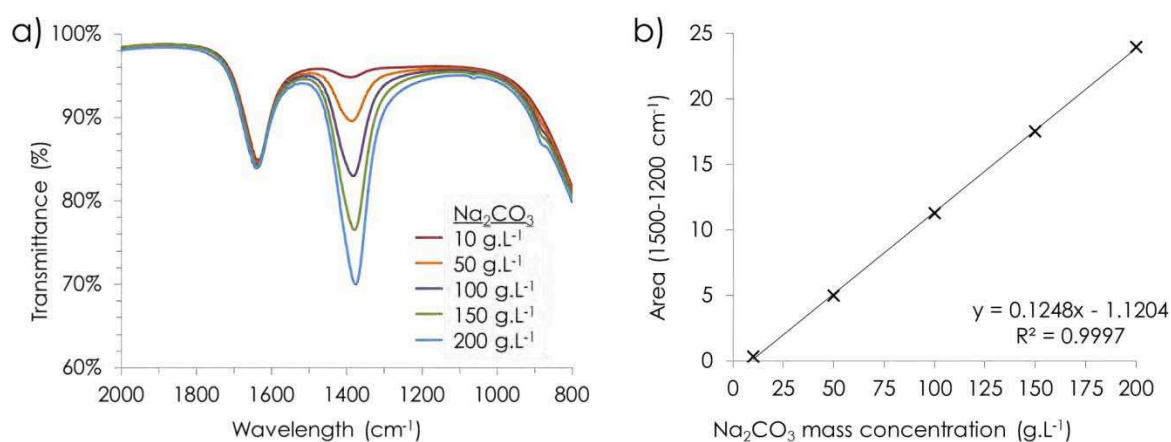 a)
100%
90%
80%
70%
60%
Transmittance (%)
2000 1800 1600 1400 1200 1000 800
Wavelength (cm⁻¹)
Na₂CO₃
10 g.L⁻¹
50 g.L⁻¹
100 g.L⁻¹
150 g.L⁻¹
200 g.L⁻¹
b)
25
20
15
10
5
0
Area (1500-1200 cm⁻¹)
y = 0.1248x - 1.1204
R² = 0.9997
0 25 50 75 100 125 150 175 200
Na₂CO₃ mass concentration (g.L⁻¹)